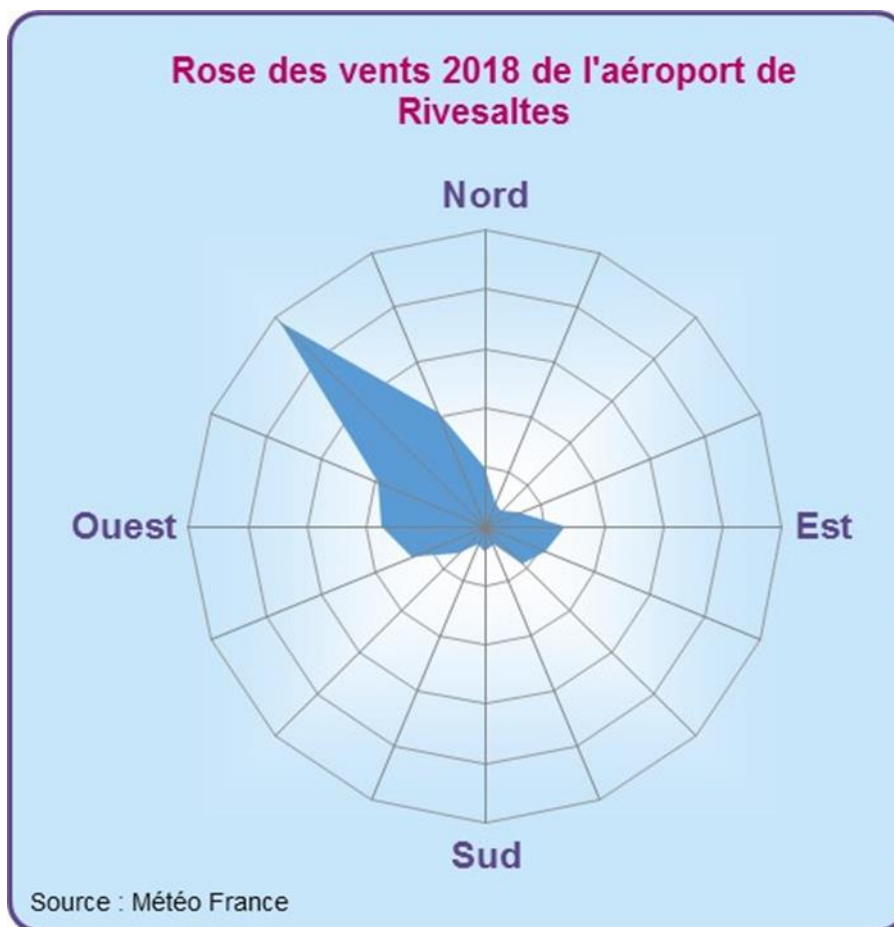 Rose des vents 2018 de l'aéroport de
Rivesaltes
Nord
Ouest
Est
Sud
Source : Météo France